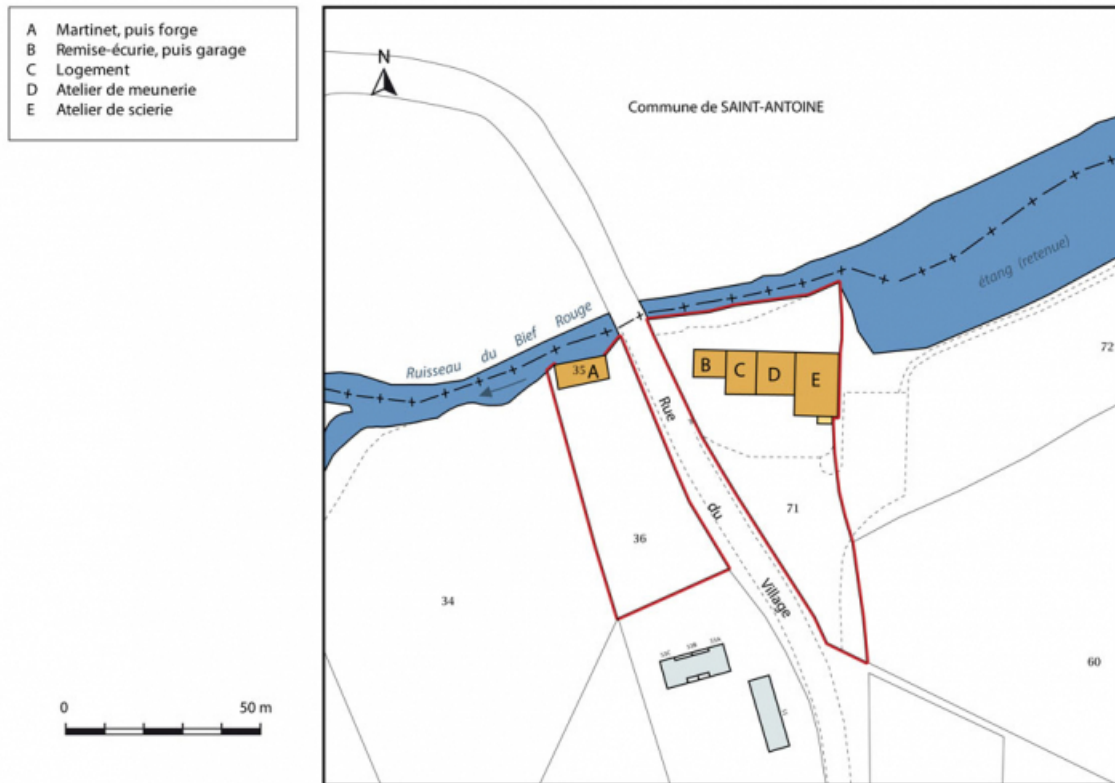 A Martinet, puis forge
B Remise-écurie, puis garage
C Logement
D Atelier de meunerie
E Atelier de scierie
N
Commune de SAINT-ANTOINE
étang (retenue)
Ruisseau du Bief Rouge
35 A
B C D E
72
Rue du Village
71
36
34
60
0 50 m